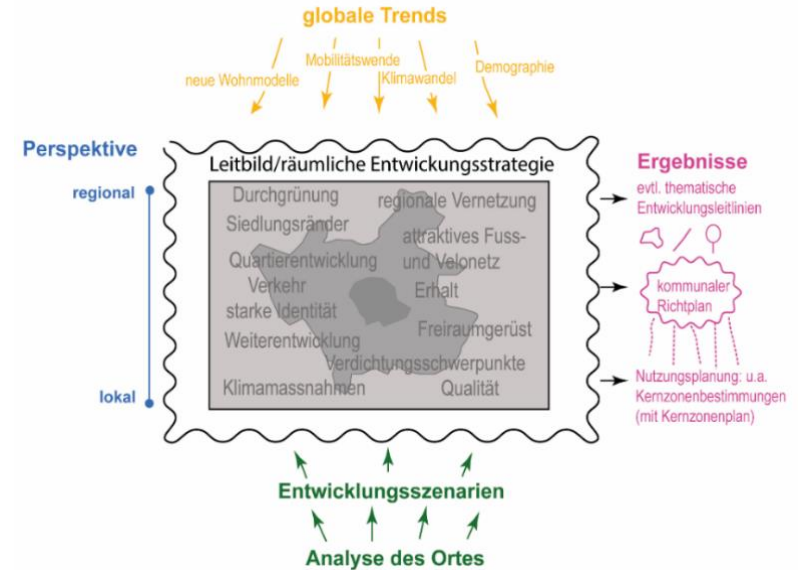 globale Trends
neue Wohnmodelle
Mobilitätswende
Klimawandel
Demographie
Perspektive
regional
lokal
Leitbild/räumliche Entwickungsstrategie
Durchgrünung
regionale Vernetzung
Siedlungsränder
attraktives Fuss-
und Velonetz
Quartierentwicklung
Verkehr
Erhalt
starke Identität
Freiraumgerüst
Weiterentwicklung
Verdichtungsschwerpunkte
Klimamassnahmen
Qualität
Ergebnisse
evtl. thematische
Entwicklungsleitlinien
kommunaler
Richtplan
Nutzungsplanung: u.a.
Kernzonenbestimmungen
(mit Kernzonenplan)
Entwicklungsszenarien
Analyse des Ortes